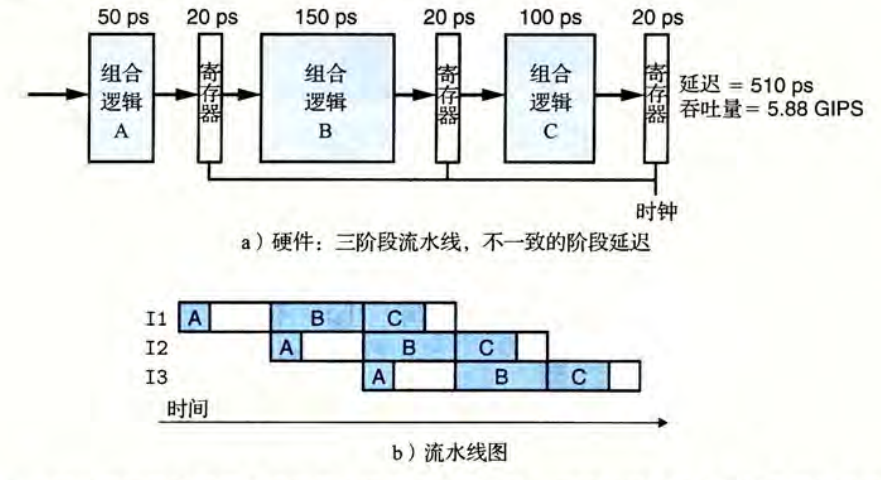 50 ps 20 ps 150 ps 20 ps 100 ps 20 ps
组合逻辑A
寄存器
组合逻辑B
寄存器
组合逻辑C
寄存器
延迟 = 510 ps
吞吐量 = 5.88 GIPS
时钟
a）硬件：三阶段流水线，不一致的阶段延迟
I1 A B C
I2 A B C
I3 A B C
时间
b）流水线图